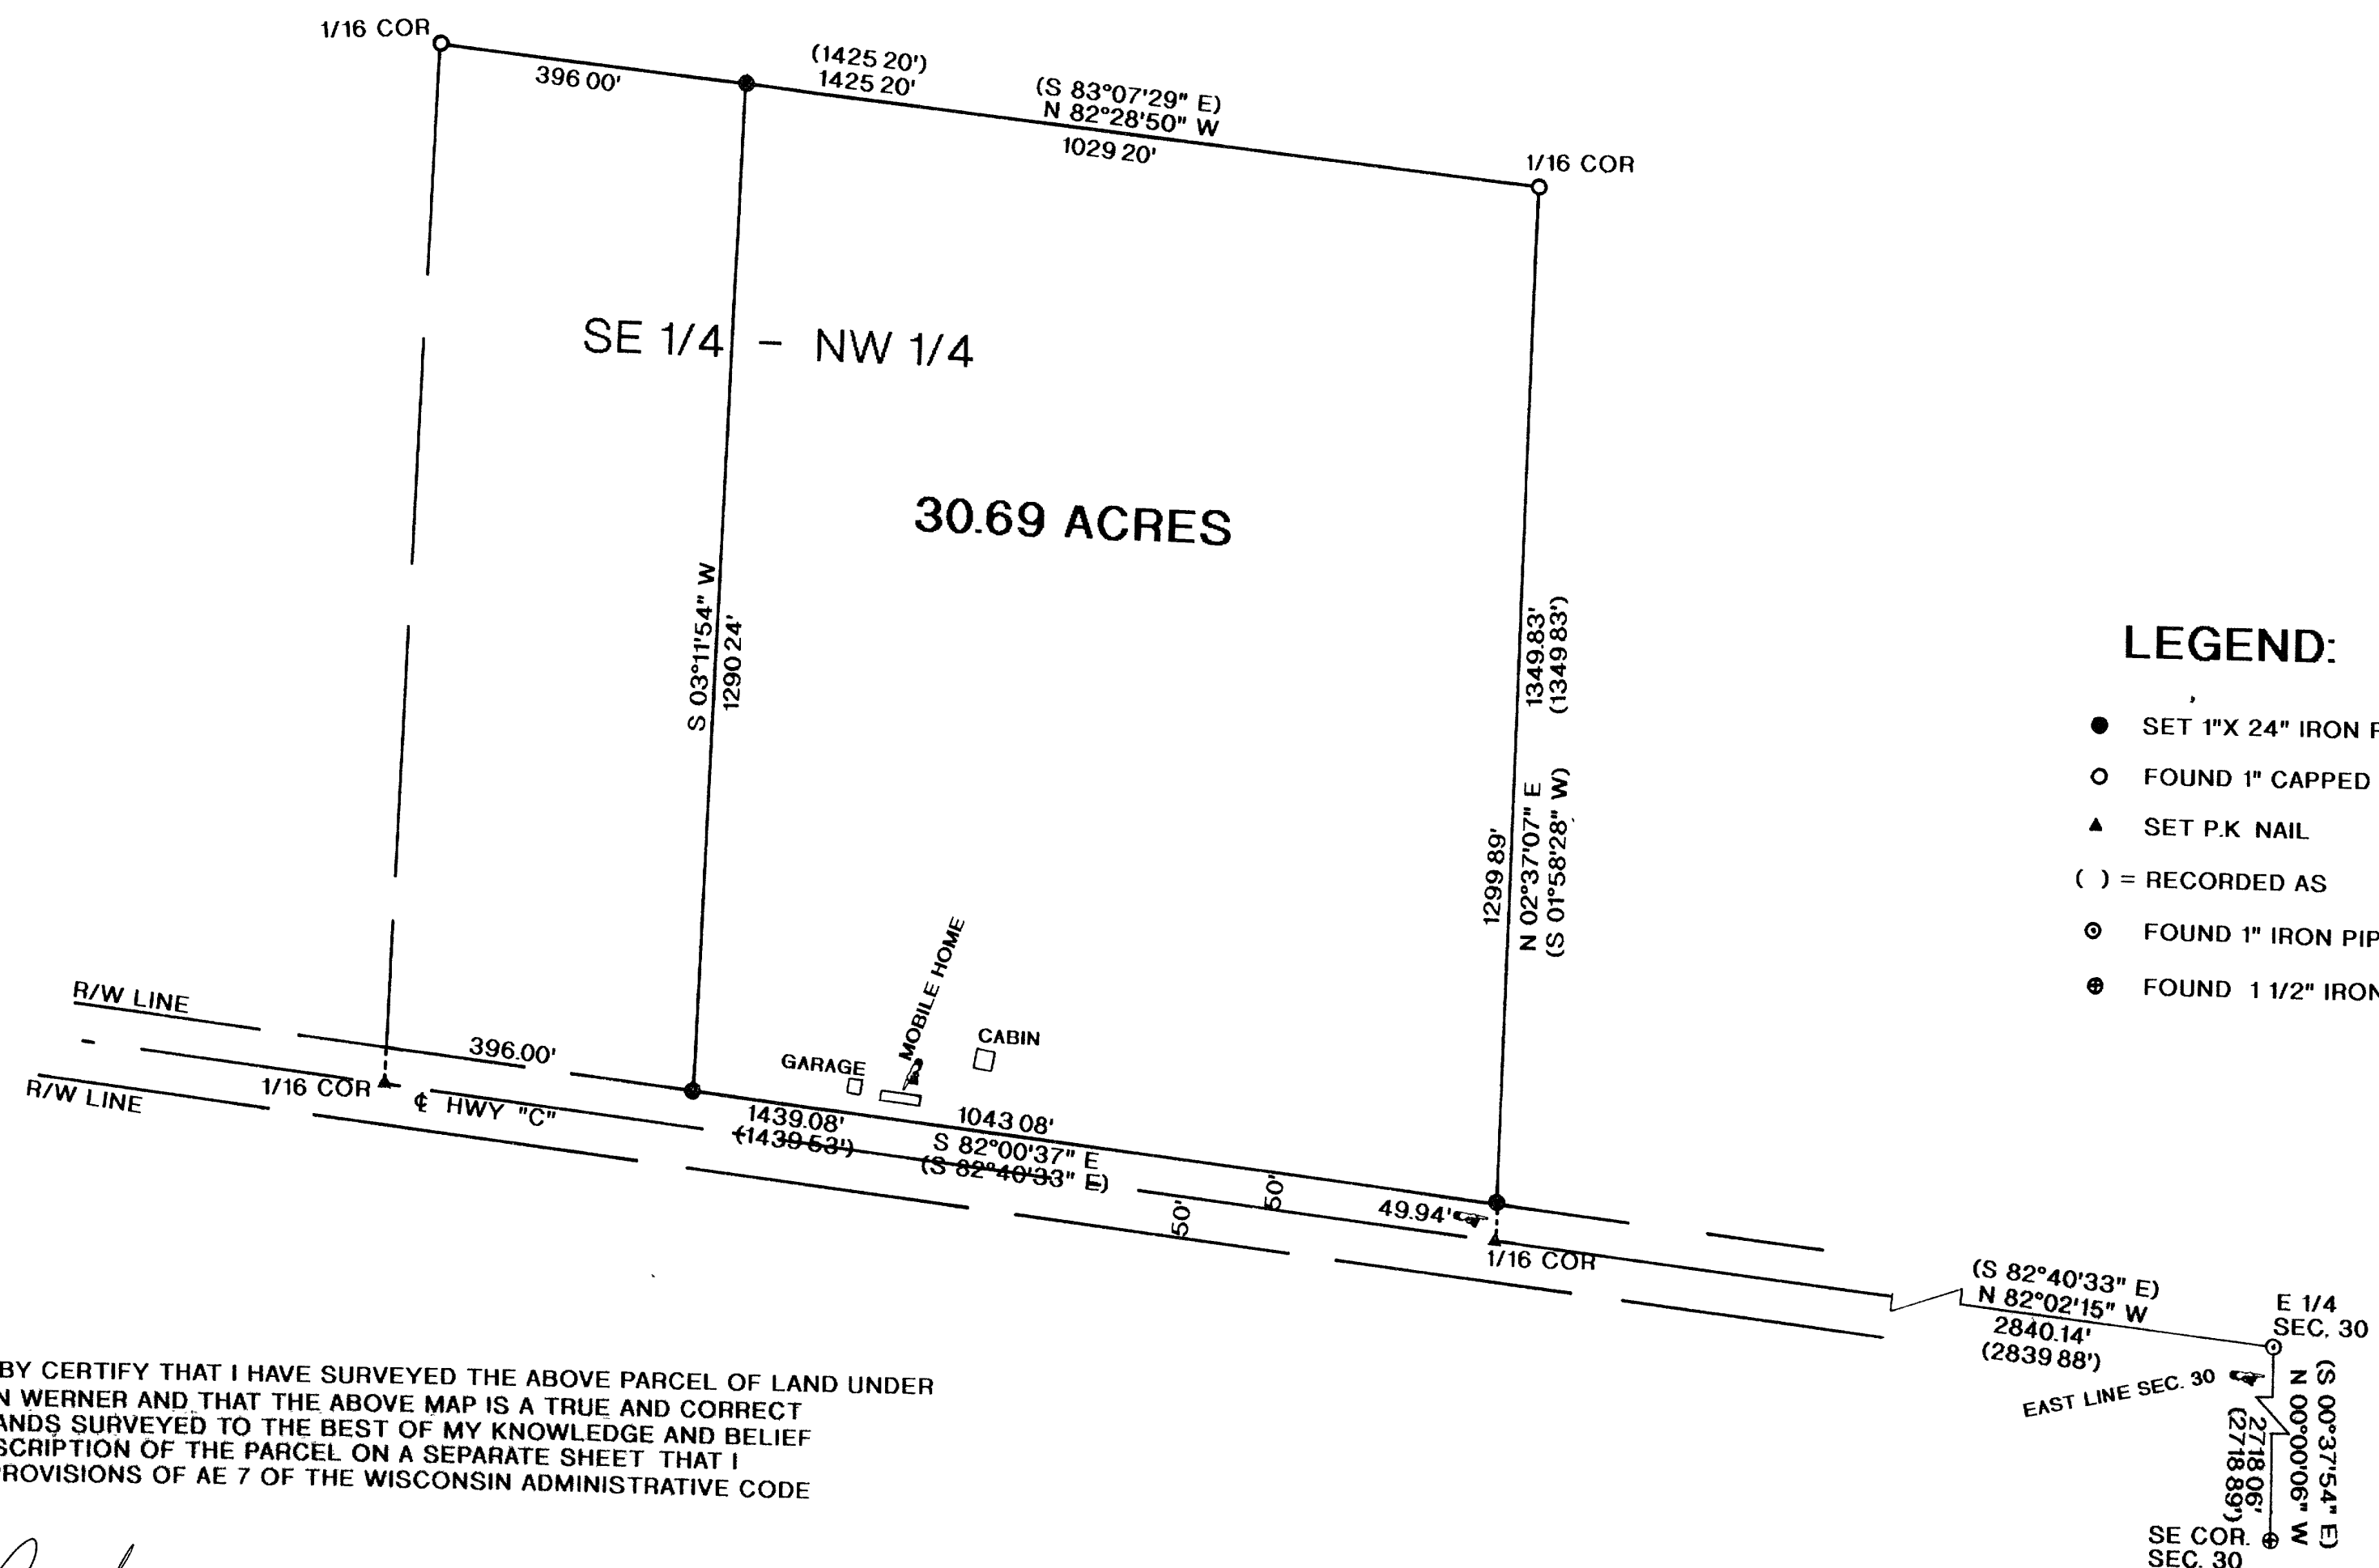 1/16 COR
396 00'
(1425 20')
1425 20'
(S 83°07'29" E)
N 82°28'50" W
1029 20'
1/16 COR
SE 1/4 - NW 1/4
30.69 ACRES
S 03°11'54" W
1290 24'
1349.83'
(1349 83')
1299 89'
N 02°37'07" E
(S 01°58'28" W)
LEGEND:
SET 1"X 24" IRON
FOUND 1" CAPPED
SET P.K NAIL
( ) = RECORDED AS
FOUND 1" IRON PIP
FOUND 1 1/2" IRON
R/W LINE
396.00'
1/16 COR
R/W LINE
℄ HWY "C"
GARAGE
MOBILE HOME
CABIN
1439.08'
(1439 53')
1043 08'
S 82°00'37" E
(S 82°40'33" E)
50'
50'
49.94'
1/16 COR
(S 82°40'33" E)
N 82°02'15" W
2840.14'
(2839 88')
E 1/4
SEC. 30
EAST LINE SEC. 30
(S 00°37'54" E)
N 00°00'06" W
2718 06'
(2718 89')
SE COR.
SEC. 30
BY CERTIFY THAT I HAVE SURVEYED THE ABOVE PARCEL OF LAND UNDER
N WERNER AND THAT THE ABOVE MAP IS A TRUE AND CORRECT
ANDS SURVEYED TO THE BEST OF MY KNOWLEDGE AND BELIEF
SCRIPTION OF THE PARCEL ON A SEPARATE SHEET THAT I
PROVISIONS OF AE 7 OF THE WISCONSIN ADMINISTRATIVE CODE